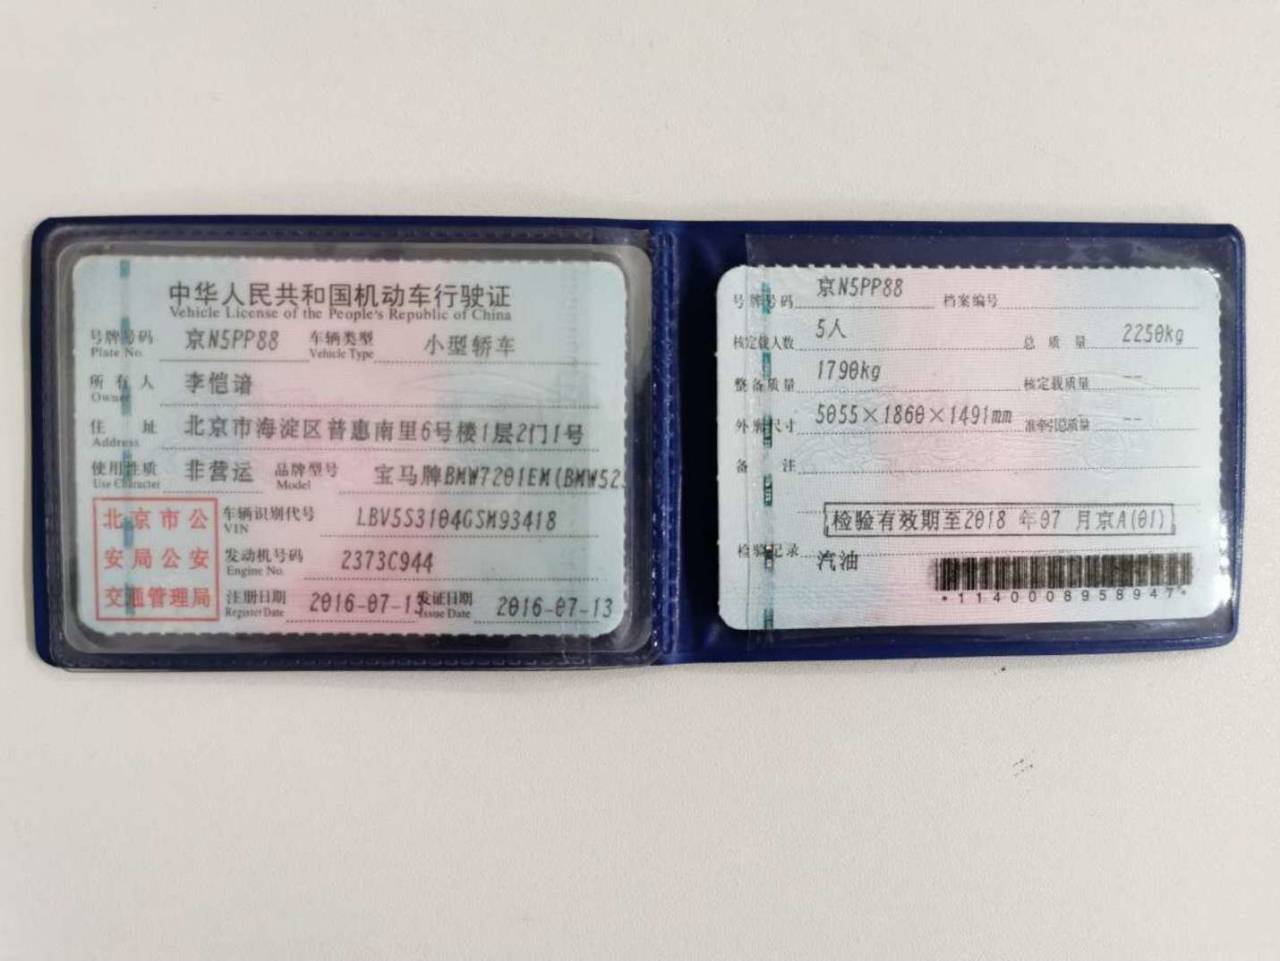 中华人民共和国机动车行驶证
Vehicle License of the People's Republic of China
号牌号码 京N5PP88 车辆类型 小型轿车
Plate No. Vehicle Type
所有人 李恺谙
Owner
住址 北京市海淀区普惠南里6号楼1层2门1号
Address
使用性质 非营运 品牌型号 宝马牌BMW7201EM(BMW52
Use Character Model
北京市公
安局公安
交通管理局
车辆识别代号 LBV5S3104GSM93418
VIN
发动机号码 2373C944
Engine No.
注册日期 2016-07-13 发证日期 2016-07-13
Register Date Issue Date
号牌号码 京N5PP88 档案编号
核定载人数 5人 总质量 2250kg
整备质量 1790kg 核定载质量 --
外廓尺寸 5055×1860×1491mm 准牵引总质量 --
备注
检验有效期至2018 年07 月京A(01)
检验记录 汽油
*1140008958947*